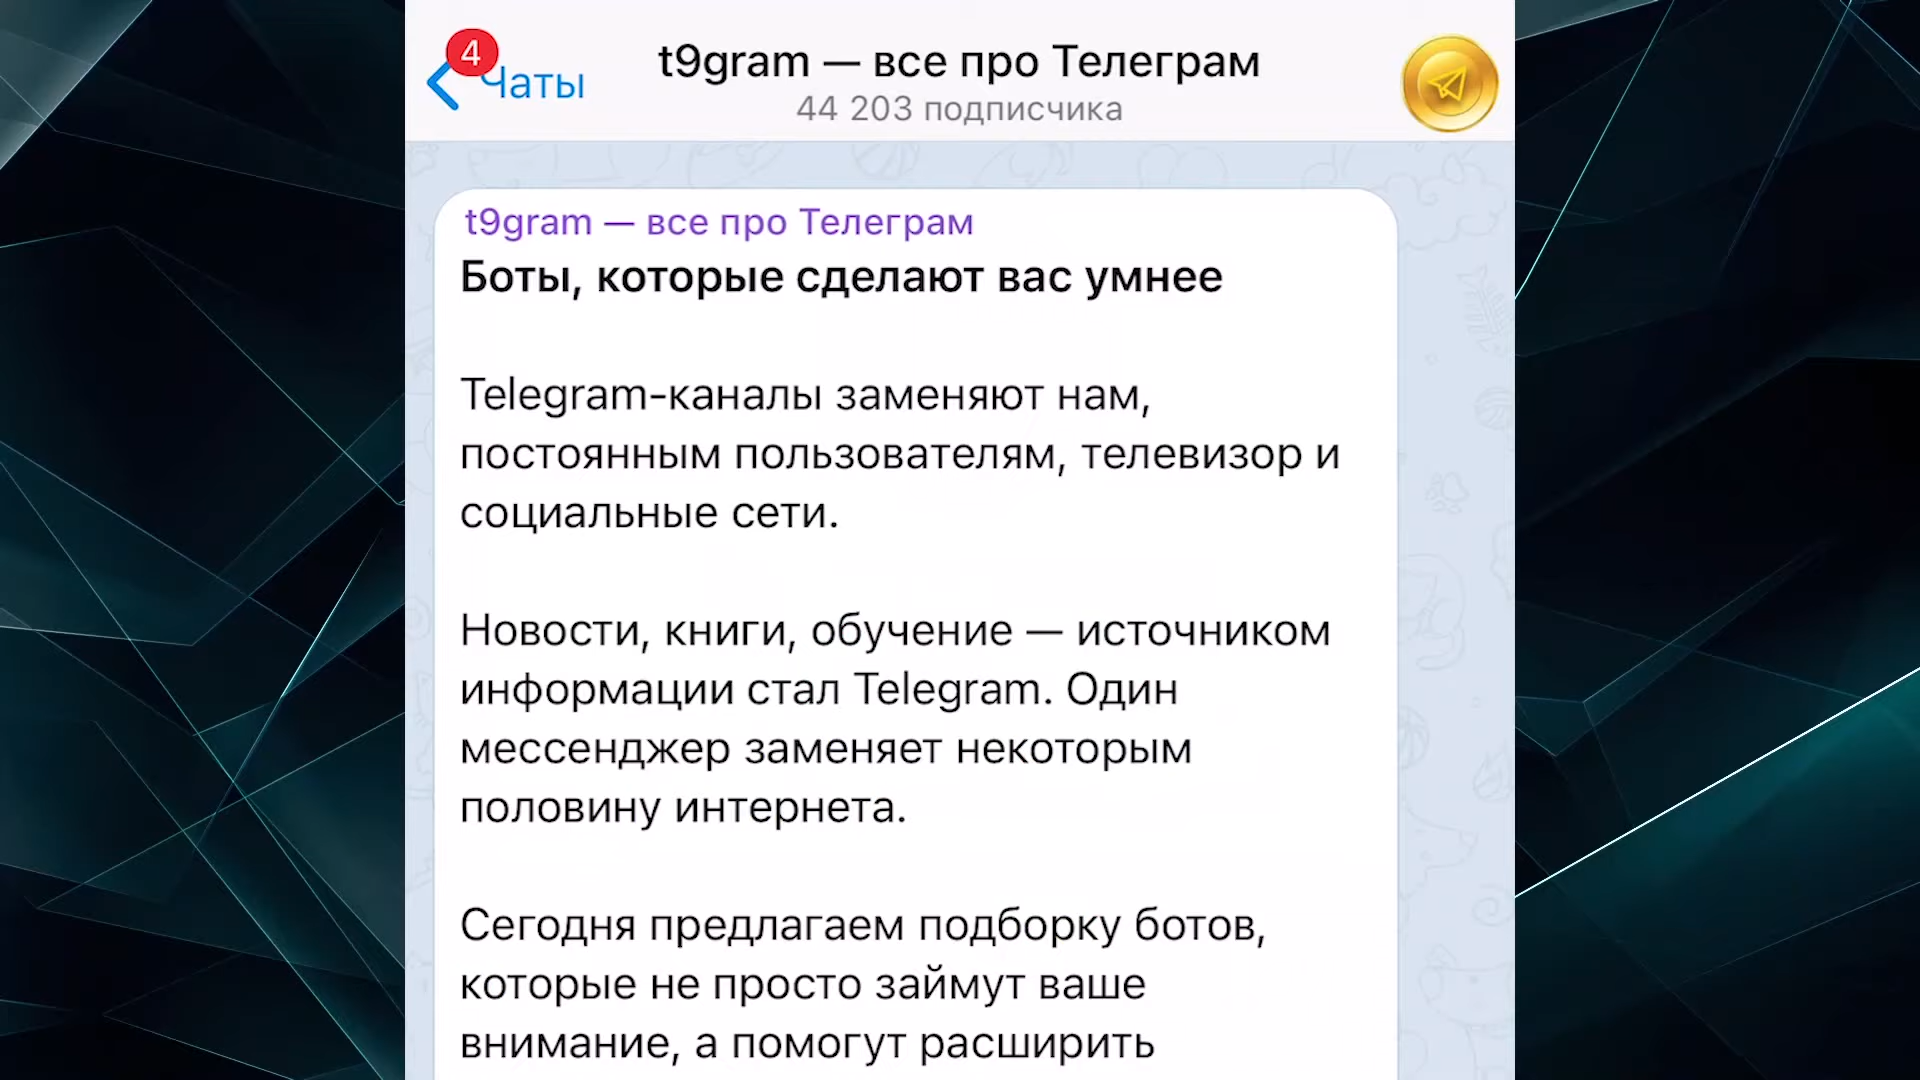 4
Чаты
t9gram — все про Телеграм
44 203 подписчика
t9gram — все про Телеграм
Боты, которые сделают вас умнее
Telegram-каналы заменяют нам,
постоянным пользователям, телевизор и
социальные сети.
Новости, книги, обучение — источником
информации стал Telegram. Один
мессенджер заменяет некоторым
половину интернета.
Сегодня предлагаем подборку ботов,
которые не просто займут ваше
внимание, а помогут расширить